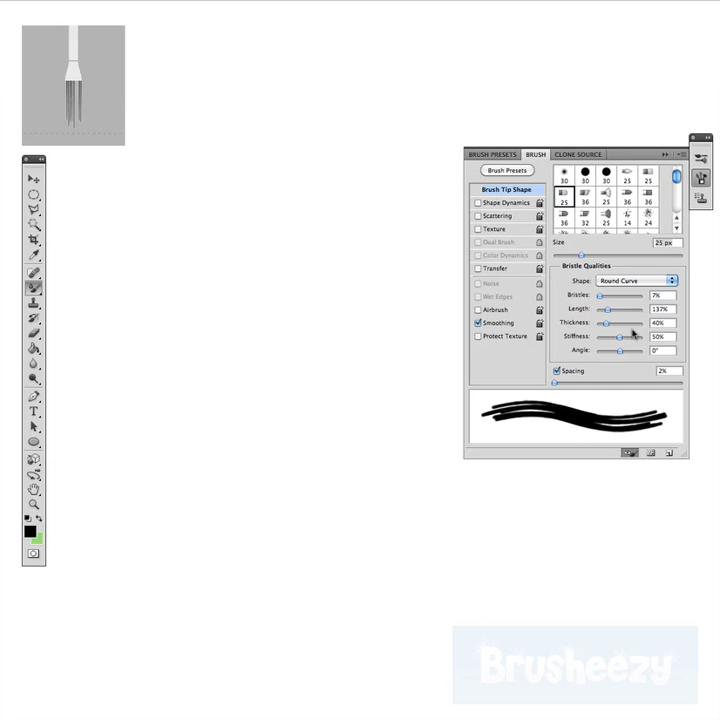 BRUSH PRESETS BRUSH CLONE SOURCE
Brush Presets
Brush Tip Shape
Shape Dynamics
Scattering
Texture
Dual Brush
Color Dynamics
Transfer
Noise
Wet Edges
Airbrush
Smoothing
Protect Texture
30 30 30 25 25
25 36 25 36 36
36 32 25 14 24
Size 25 px
Bristle Qualities
Shape: Round Curve
Bristles: 7%
Length: 137%
Thickness: 40%
Stiffness: 50%
Angle: 0°
Spacing 2%
T
Brusheezy